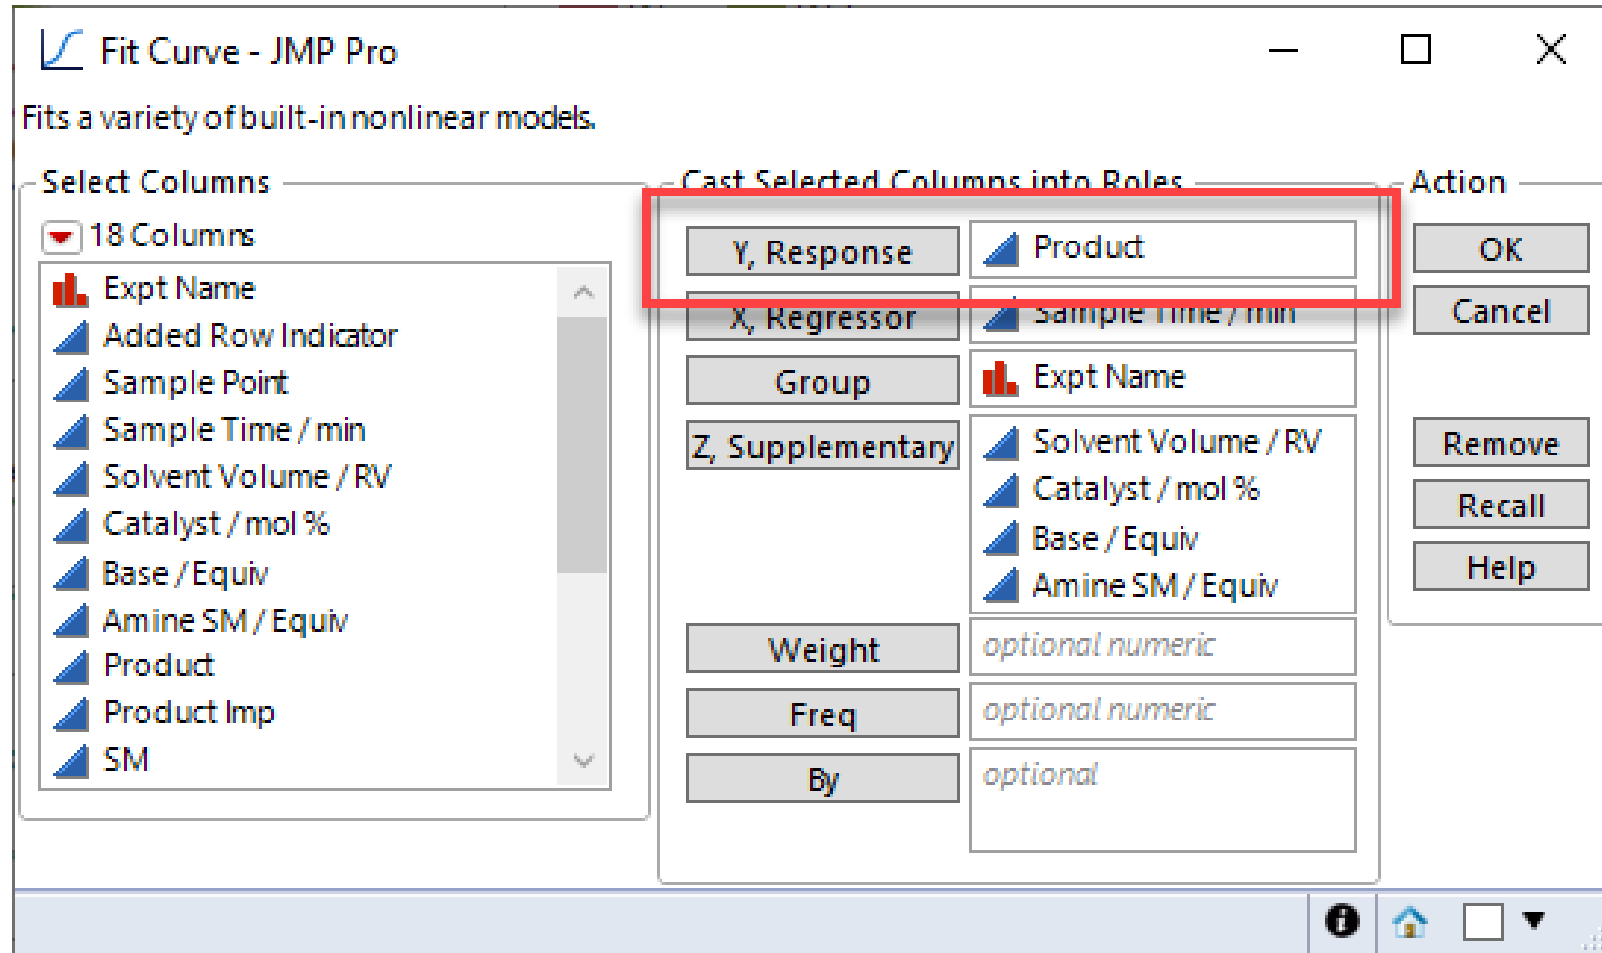 Fit Curve - JMP Pro
Fits a variety of built-in nonlinear models.
Select Columns
18 Columns
Expt Name
Added Row Indicator
Sample Point
Sample Time / min
Solvent Volume / RV
Catalyst / mol %
Base / Equiv
Amine SM / Equiv
Product
Product Imp
SM
Cast Selected Columns into Roles
Y, Response
Product
X, Regressor
Sample Time / min
Group
Expt Name
Z, Supplementary
Solvent Volume / RV
Catalyst / mol %
Base / Equiv
Amine SM / Equiv
Weight
optional numeric
Freq
optional numeric
By
optional
Action
OK
Cancel
Remove
Recall
Help